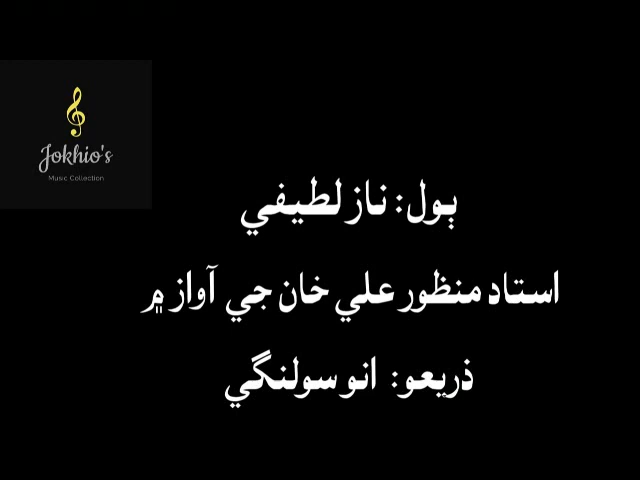 Jokhio's
Music Collection
ٻول: ناز لطيفي
استاد منظور علي خان جي آواز ۾
ذريعو: انو سولنگي